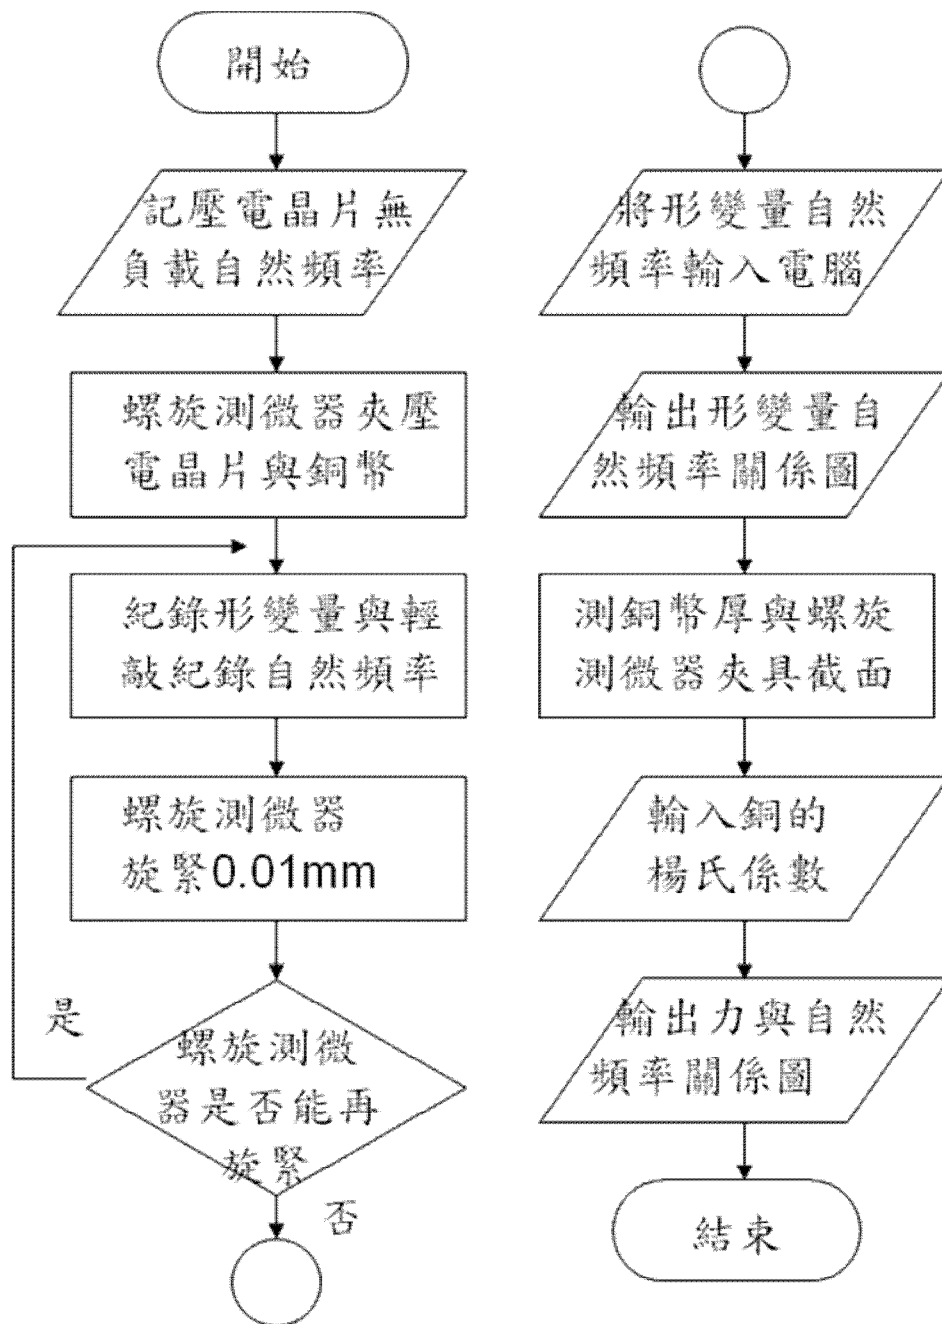 開始
記壓電晶片無
負載自然頻率
螺旋測微器夾壓
電晶片與銅幣
紀錄形變量與輕
敲紀錄自然頻率
螺旋測微器
旋緊0.01mm
是
螺旋測微
器是否能再
旋緊
否
將形變量自然
頻率輸入電腦
輸出形變量自
然頻率關係圖
測銅幣厚與螺旋
測微器夾具截面
輸入銅的
楊氏係數
輸出力與自然
頻率關係圖
結束